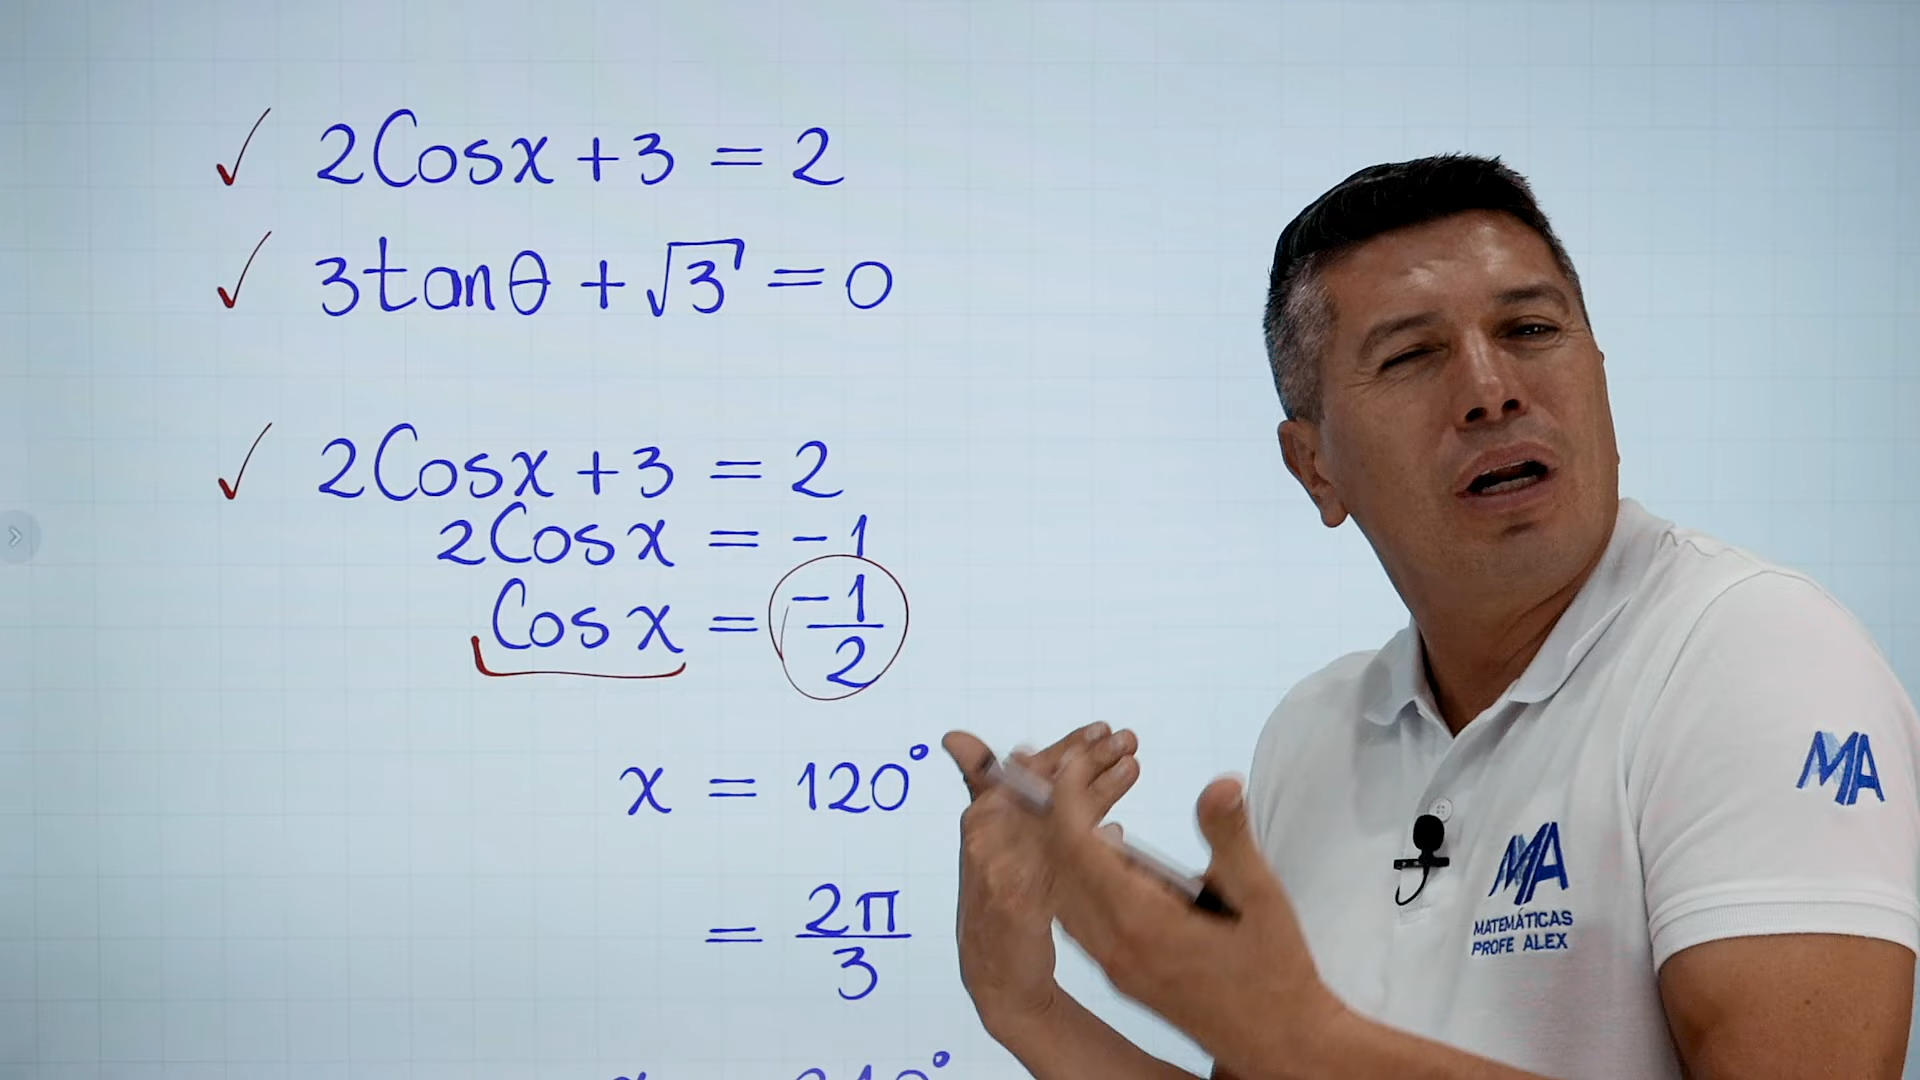 ✓ 2Cosx + 3 = 2
✓ 3tanθ + √3 = 0
✓ 2Cosx + 3 = 2
2Cosx = -1
Cosx = -1/2
x = 120°
= 2π/3
MA
MA
MATEMÁTICAS
PROFE ALEX